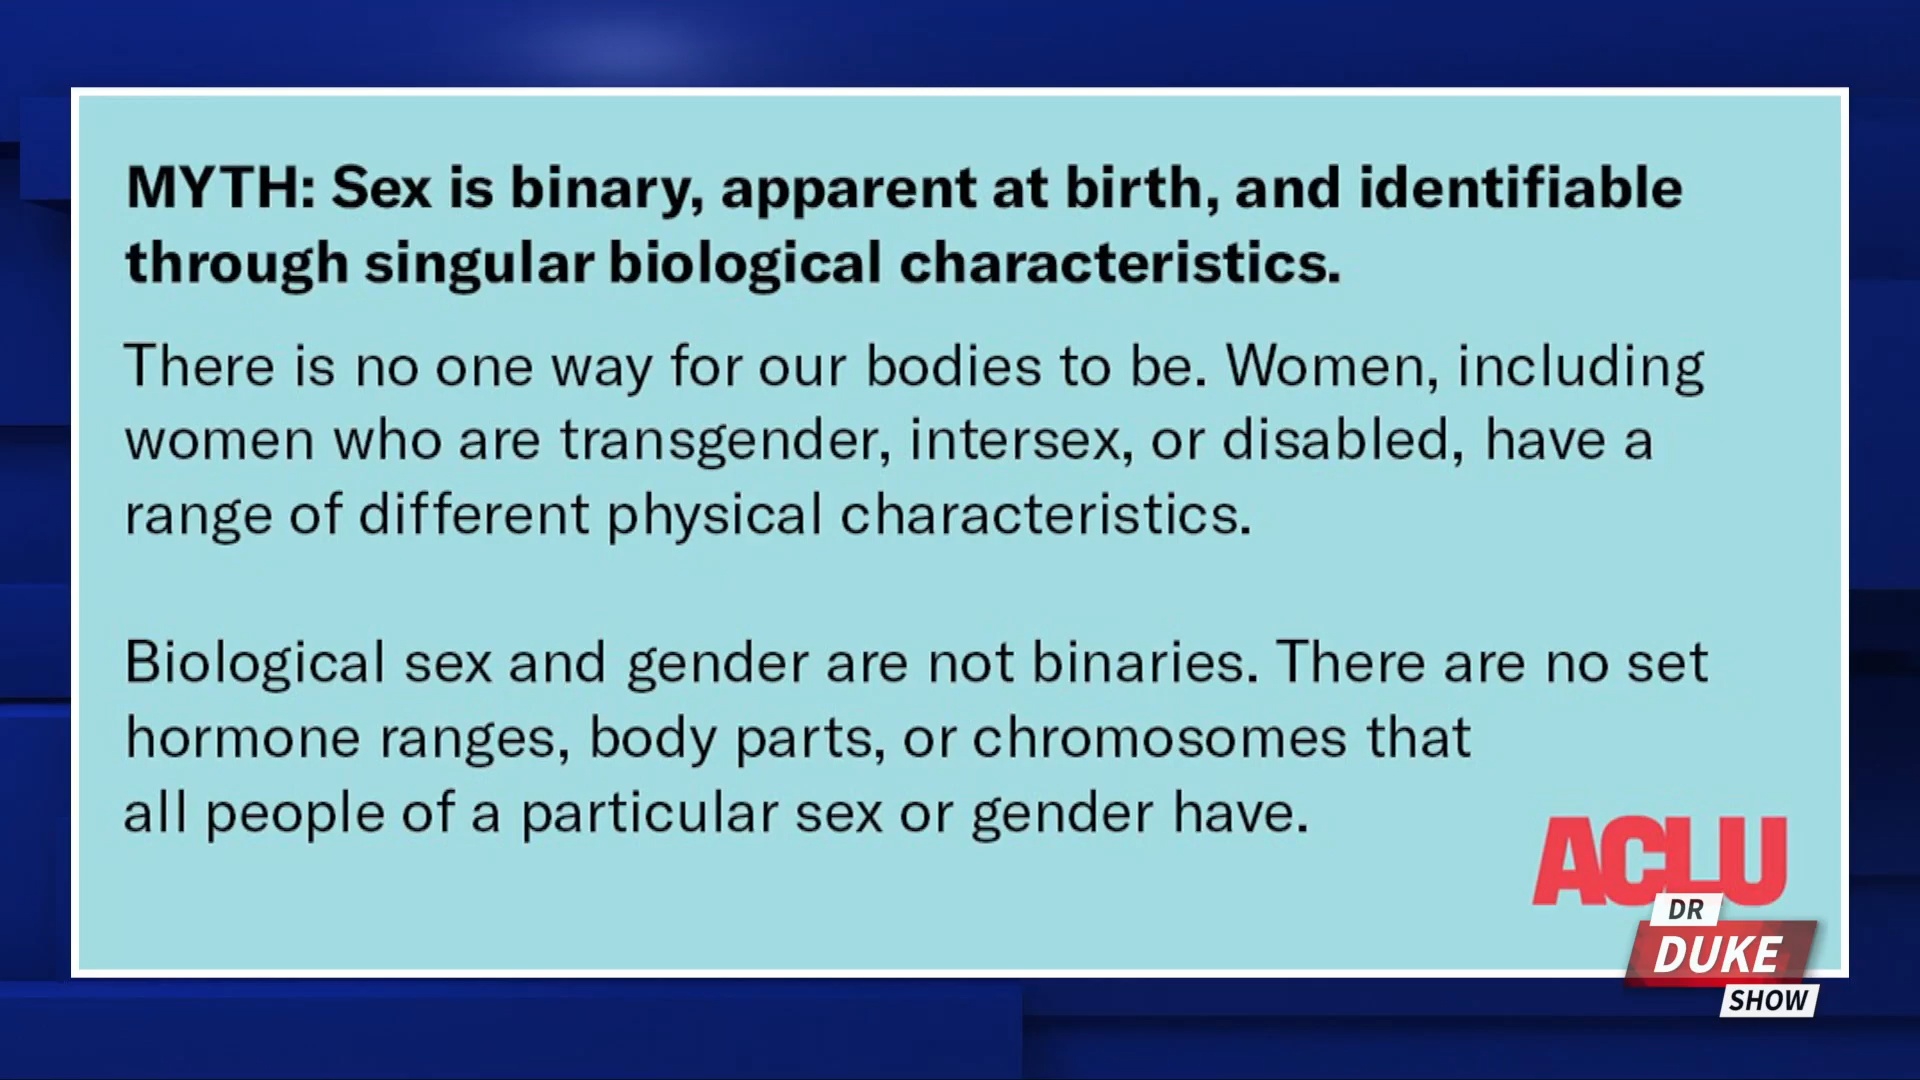 MYTH: Sex is binary, apparent at birth, and identifiable
through singular biological characteristics.
There is no one way for our bodies to be. Women, including
women who are transgender, intersex, or disabled, have a
range of different physical characteristics.
Biological sex and gender are not binaries. There are no set
hormone ranges, body parts, or chromosomes that
all people of a particular sex or gender have.
ACLU
DR
DUKE
SHOW